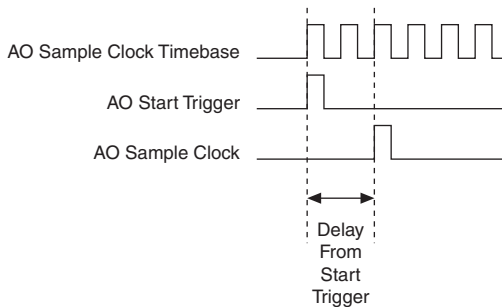 AO Sample Clock Timebase
AO Start Trigger
AO Sample Clock
Delay
From
Start
Trigger